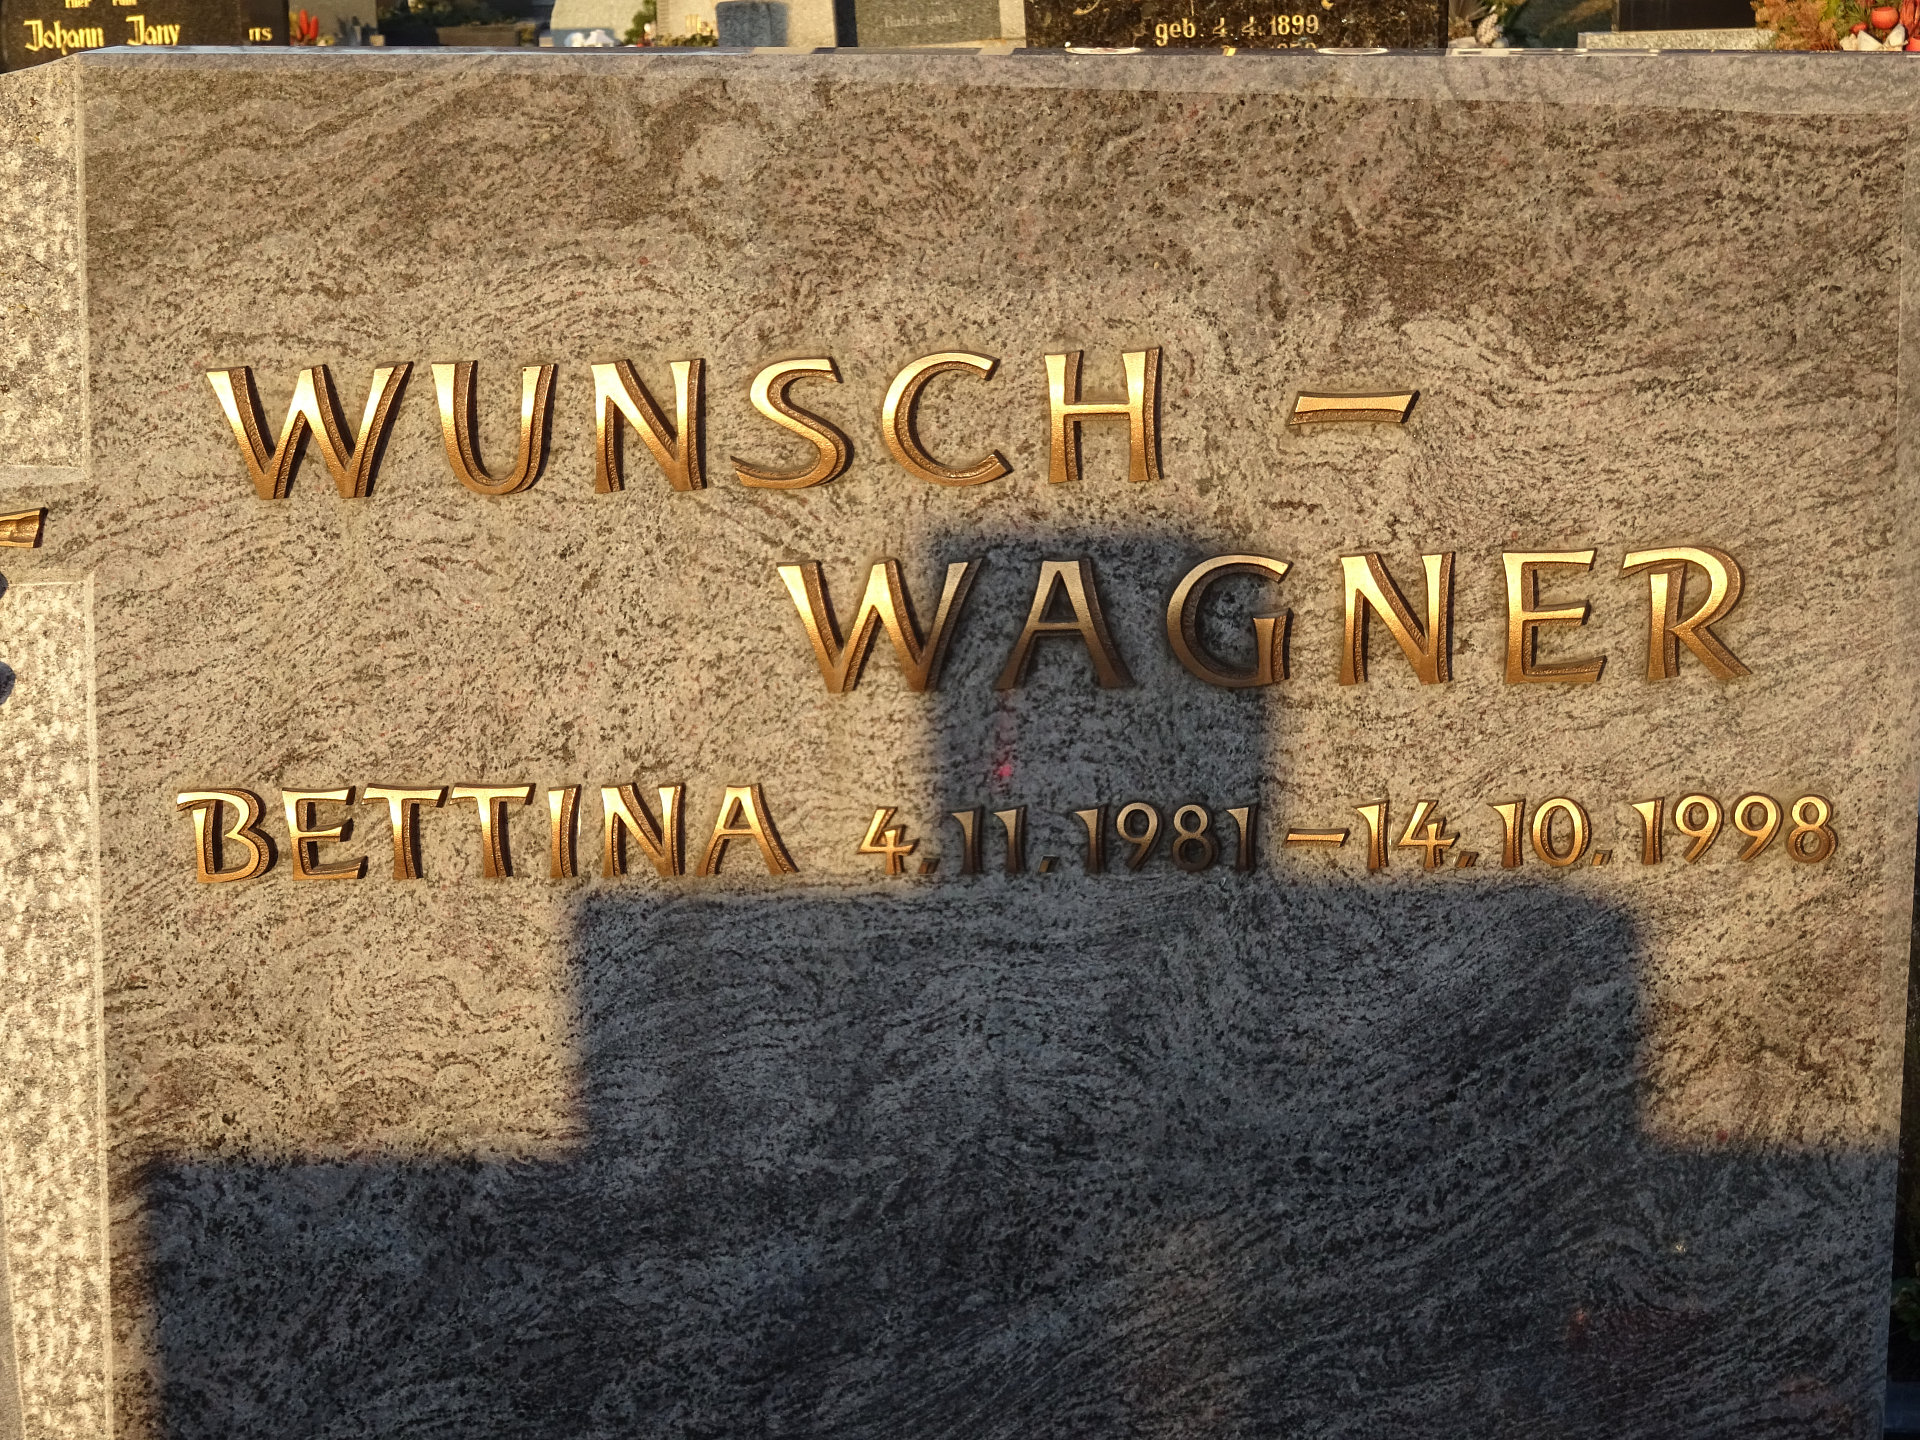 Johann Jany
geb. 4. 4. 1899
WUNSCH –
WAGNER
BETTINA 4.11.1981 – 14.10.1998